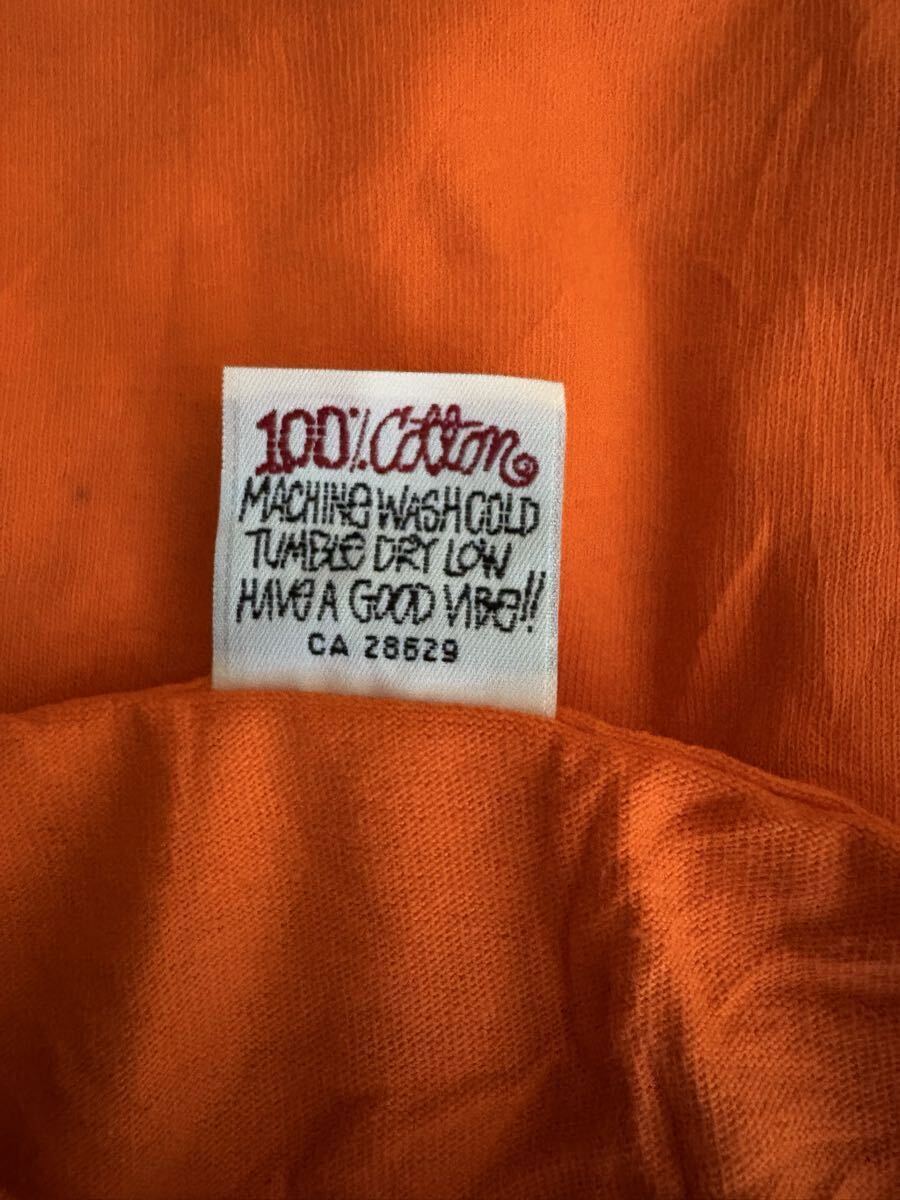 100% Cotton
MACHINE WASH COLD
TUMBLE DRY LOW
HAVE A GOOD VIBE!!
CA 28629